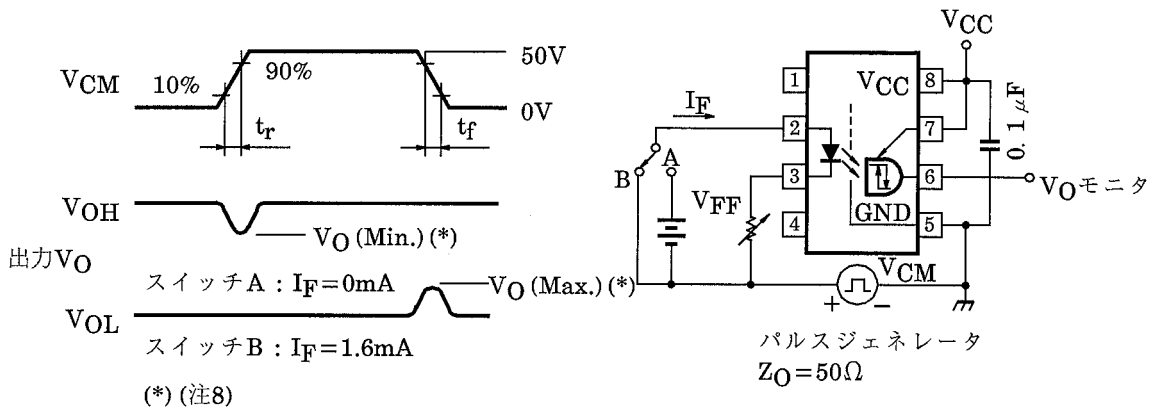 VCM
10%
90%
50V
0V
tr
tf
VOH
VO (Min.) (*)
出力VO
スイッチA : IF=0mA
VO (Max.) (*)
VOL
スイッチB : IF=1.6mA
(*) (注8)
VCC
1
VCC
8
IF
2
7
0.1μF
B
A
3
6
VOモニタ
VFF
GND
4
5
VCM
+
−
パルスジェネレータ
ZO=50Ω